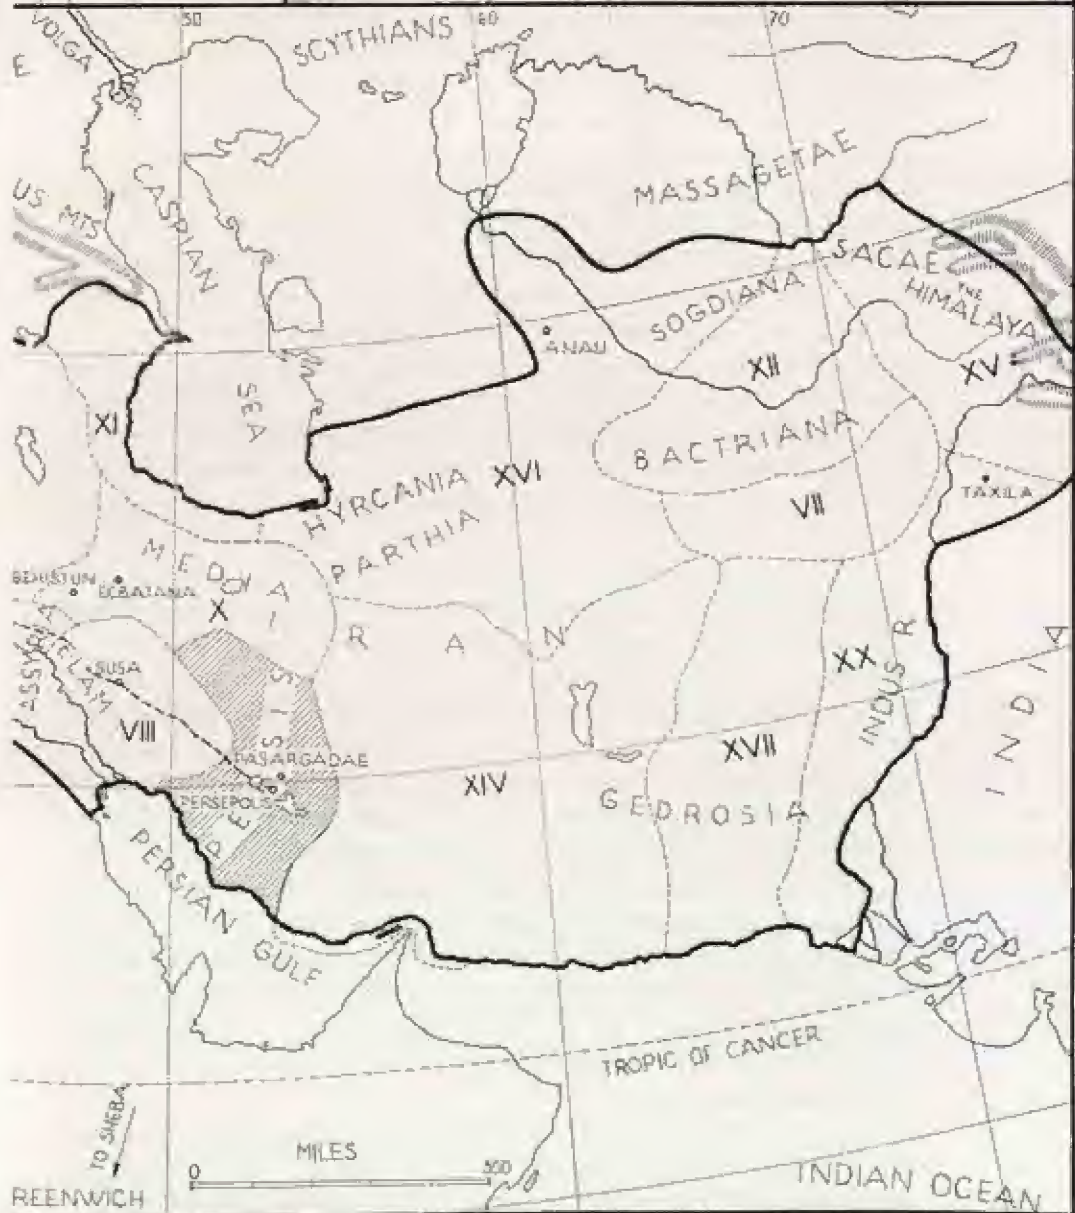 50
60
70
VOLGA
R.
E
SCYTHIANS
CASPIAN
SEA
US MTS
MASSAGETAE
SACAE
THE
HIMALAYA
SOGDIANA
ANAU
XII
XV
XI
BACTRIANA
HYRCANIA
XVI
PARTHIA
VII
TAXILA
MEDIA
BEHISTUN
ECBATANA
X
I R A N
ASSYRIA
ELAM
SUSA
VIII
PERSIS
PASARGADAE
PERSEPOLIS
XX
INDUS R
INDIA
XIV
XVII
GEDROSIA
PERSIAN
GULF
TROPIC OF CANCER
TO SHEBA
MILES
0
500
REENWICH
INDIAN OCEAN